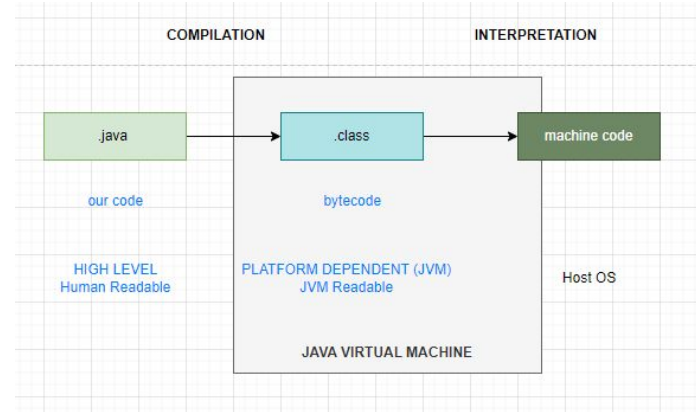 COMPILATION
INTERPRETATION
.java
.class
machine code
our code
bytecode
HIGH LEVEL
Human Readable
PLATFORM DEPENDENT (JVM)
JVM Readable
Host OS
JAVA VIRTUAL MACHINE